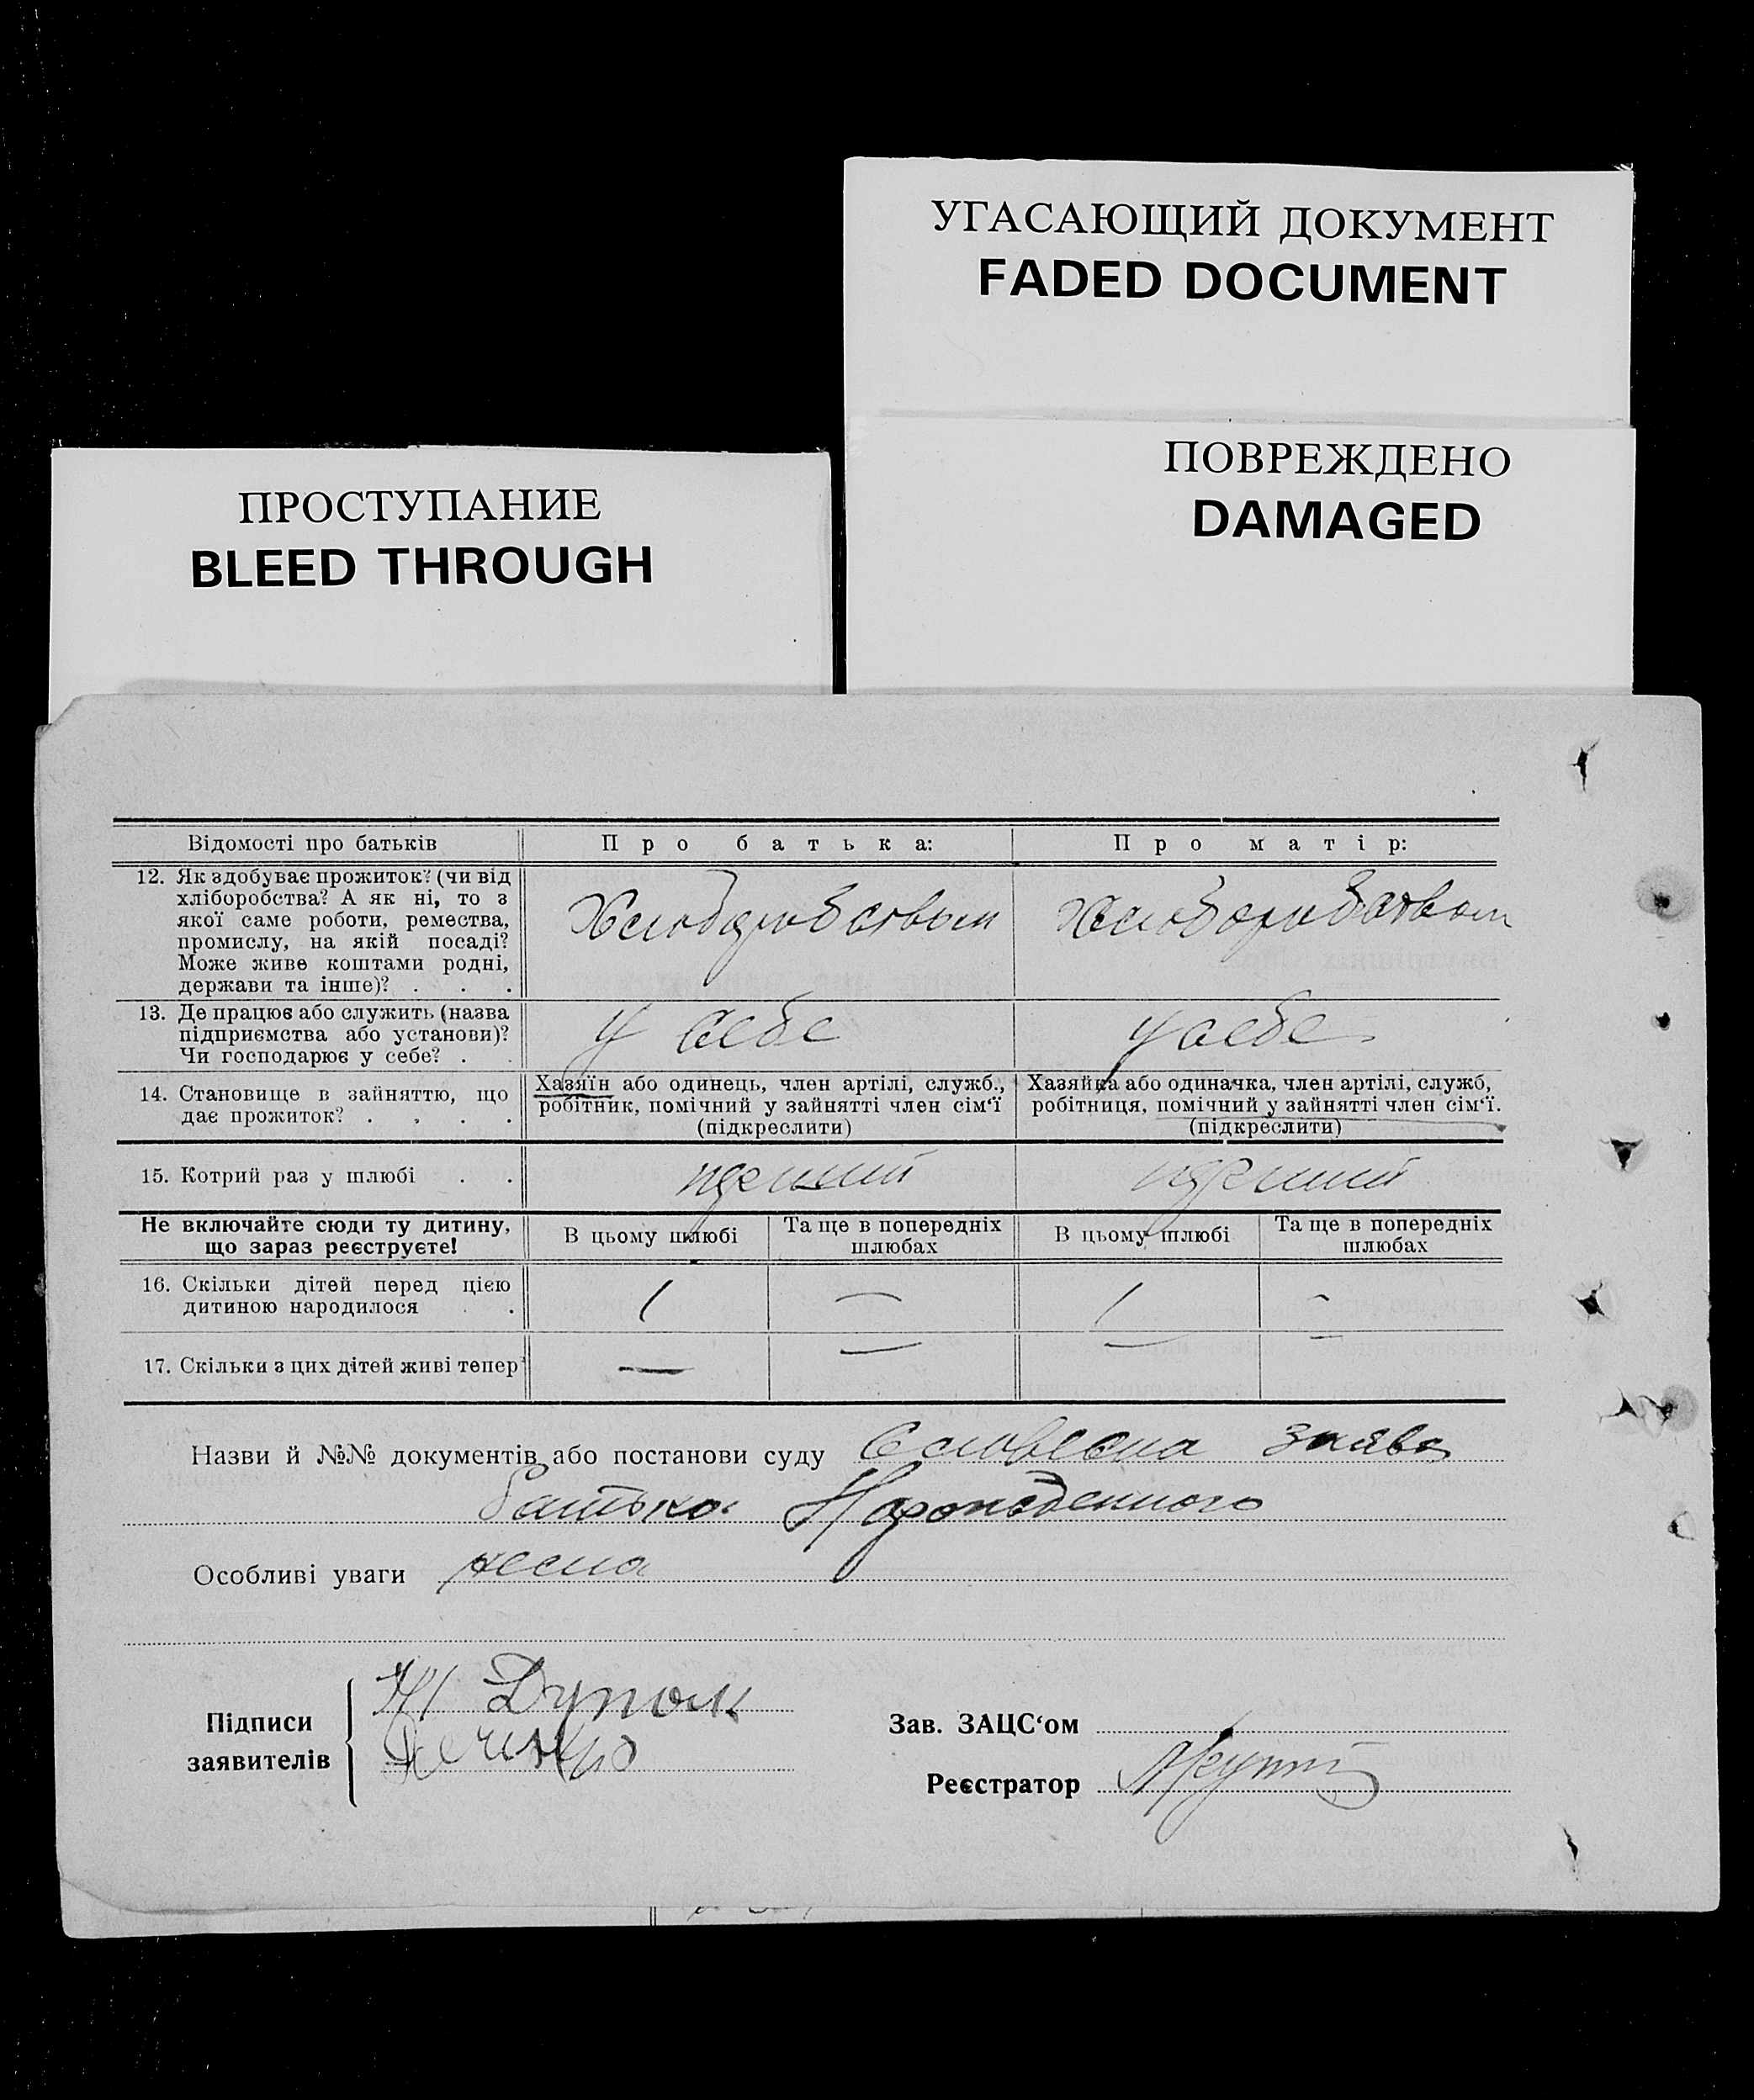 УГАСАЮЩИЙ ДОКУМЕНТ
FADED DOCUMENT
ПОВРЕЖДЕНО
DAMAGED
ПРОСТУПАНИЕ
BLEED THROUGH
Відомості про батьків Про батька: Про матір:
12. Як здобуває прожиток? (чи від
хліборобства? А як ні, то з
якої саме роботи, ремества,
промислу, на якій посаді?
Може живе коштами родні,
держави та інше)? . . .
Хліборобством Хліборобством
13. Де працює або служить (назва
підприємства або установи)?
Чи господарює у себе? . .
У себе у себе
14. Становище в зайняттю, що
дає прожиток? . . . .
Хазяїн або одинець, член артілі, служб.,
робітник, помічний у зайнятті член сім'ї
(підкреслити)
Хазяйка або одиначка, член артілі, служб,
робітниця, помічний у зайнятті член сім'ї.
(підкреслити)
15. Котрий раз у шлюбі . . перший перший
Не включайте сюди ту дитину,
що зараз реєструєте!
В цьому шлюбі Та ще в попередніх
шлюбах
В цьому шлюбі Та ще в попередніх
шлюбах
16. Скільки дітей перед цією
дитиною народилося . .
1 — 1 -
17. Скільки з цих дітей живі тепер
— — — —
Назви й №№ документів або постанови суду Словесна заява
батька Народженного
Особливі уваги
Підписи
заявителів
Зав. ЗАЦС'ом
Реєстратор